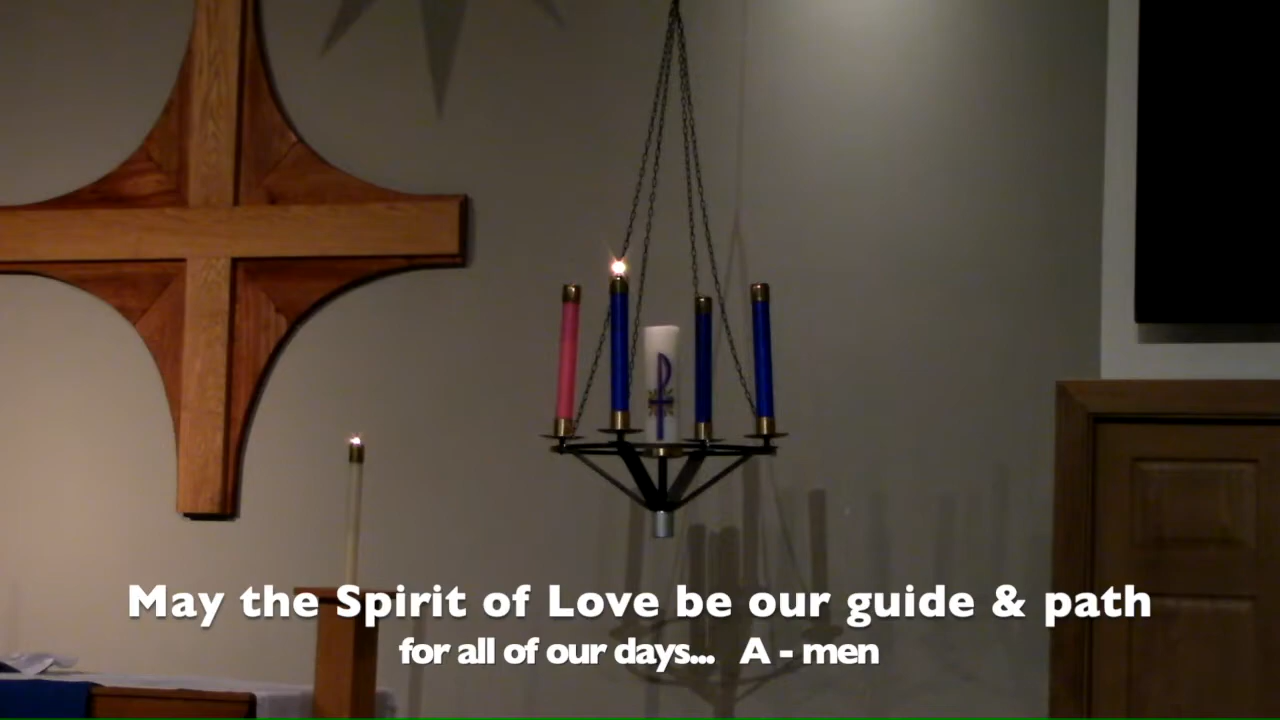 May the Spirit of Love be our guide & path
for all of our days... A - men